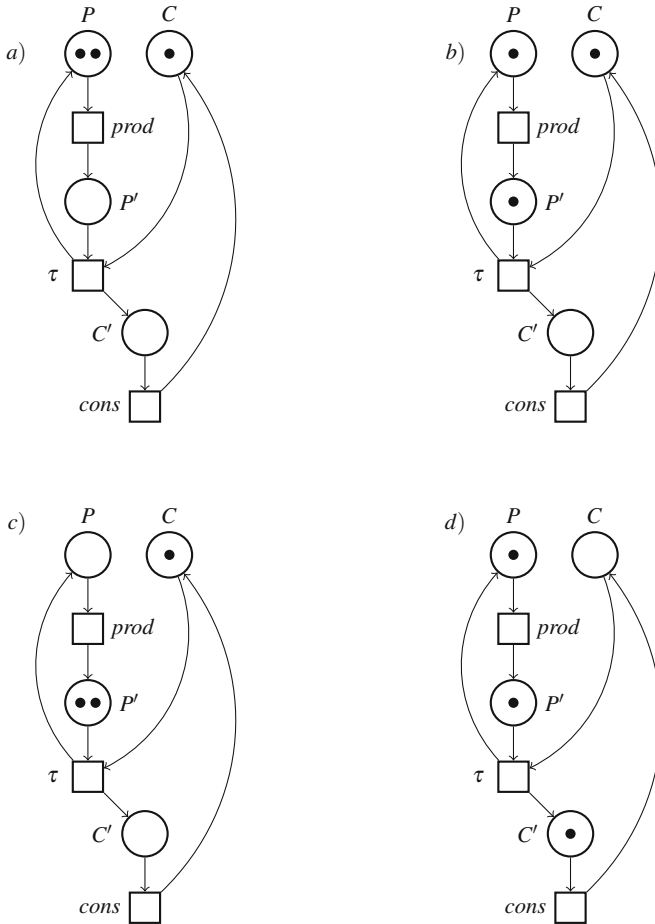 P C P C
a) b)
prod prod
P′ P′
τ τ
C′ C′
cons cons
P C P C
c) d)
prod prod
P′ P′
τ τ
C′ C′
cons cons